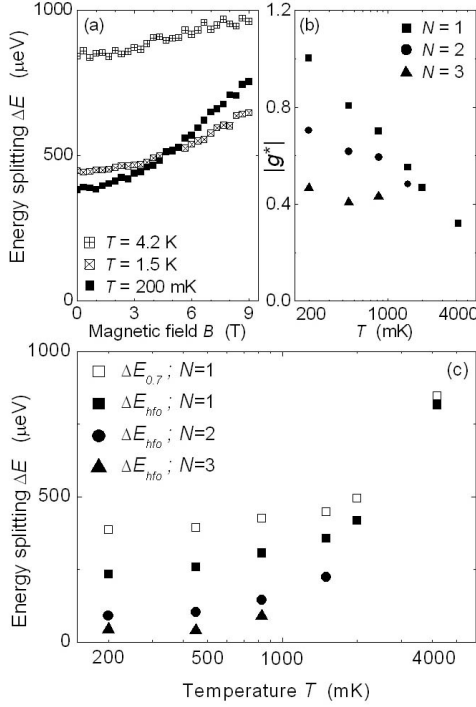 1000
(a)
500
0
Energy splitting ΔE (μeV)
T = 4.2 K
T = 1.5 K
T = 200 mK
0 3 6 9
Magnetic field B (T)
(b)
N = 1
N = 2
N = 3
1.2
0.8
0.4
0
|g*|
200 1000 4000
T (mK)
1000
(c)
500
0
Energy splitting ΔE (μeV)
ΔE0.7 ; N=1
ΔEhfo ; N=1
ΔEhfo ; N=2
ΔEhfo ; N=3
200 500 1000 4000
Temperature T (mK)